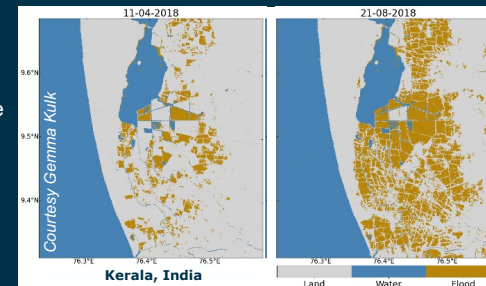 11-04-2018
21-08-2018
9.6°N
9.5°N
9.4°N
Courtesy Gemma Kulk
76.3°E
76.4°E
76.5°E
76.3°E
76.4°E
76.5°E
Kerala, India
Land
Water
Flood